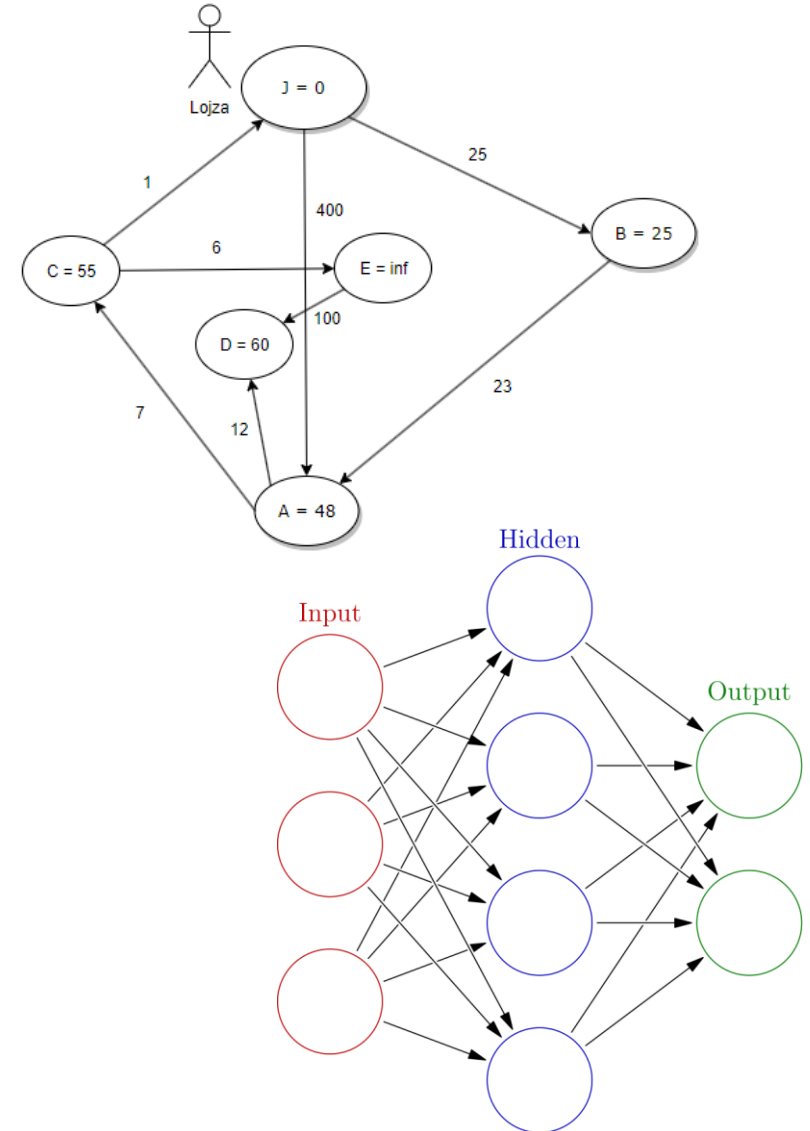 J = 0
Lojza
25
1
400
B = 25
6
C = 55
E = inf
100
D = 60
23
7
12
A = 48
Hidden
Input
Output